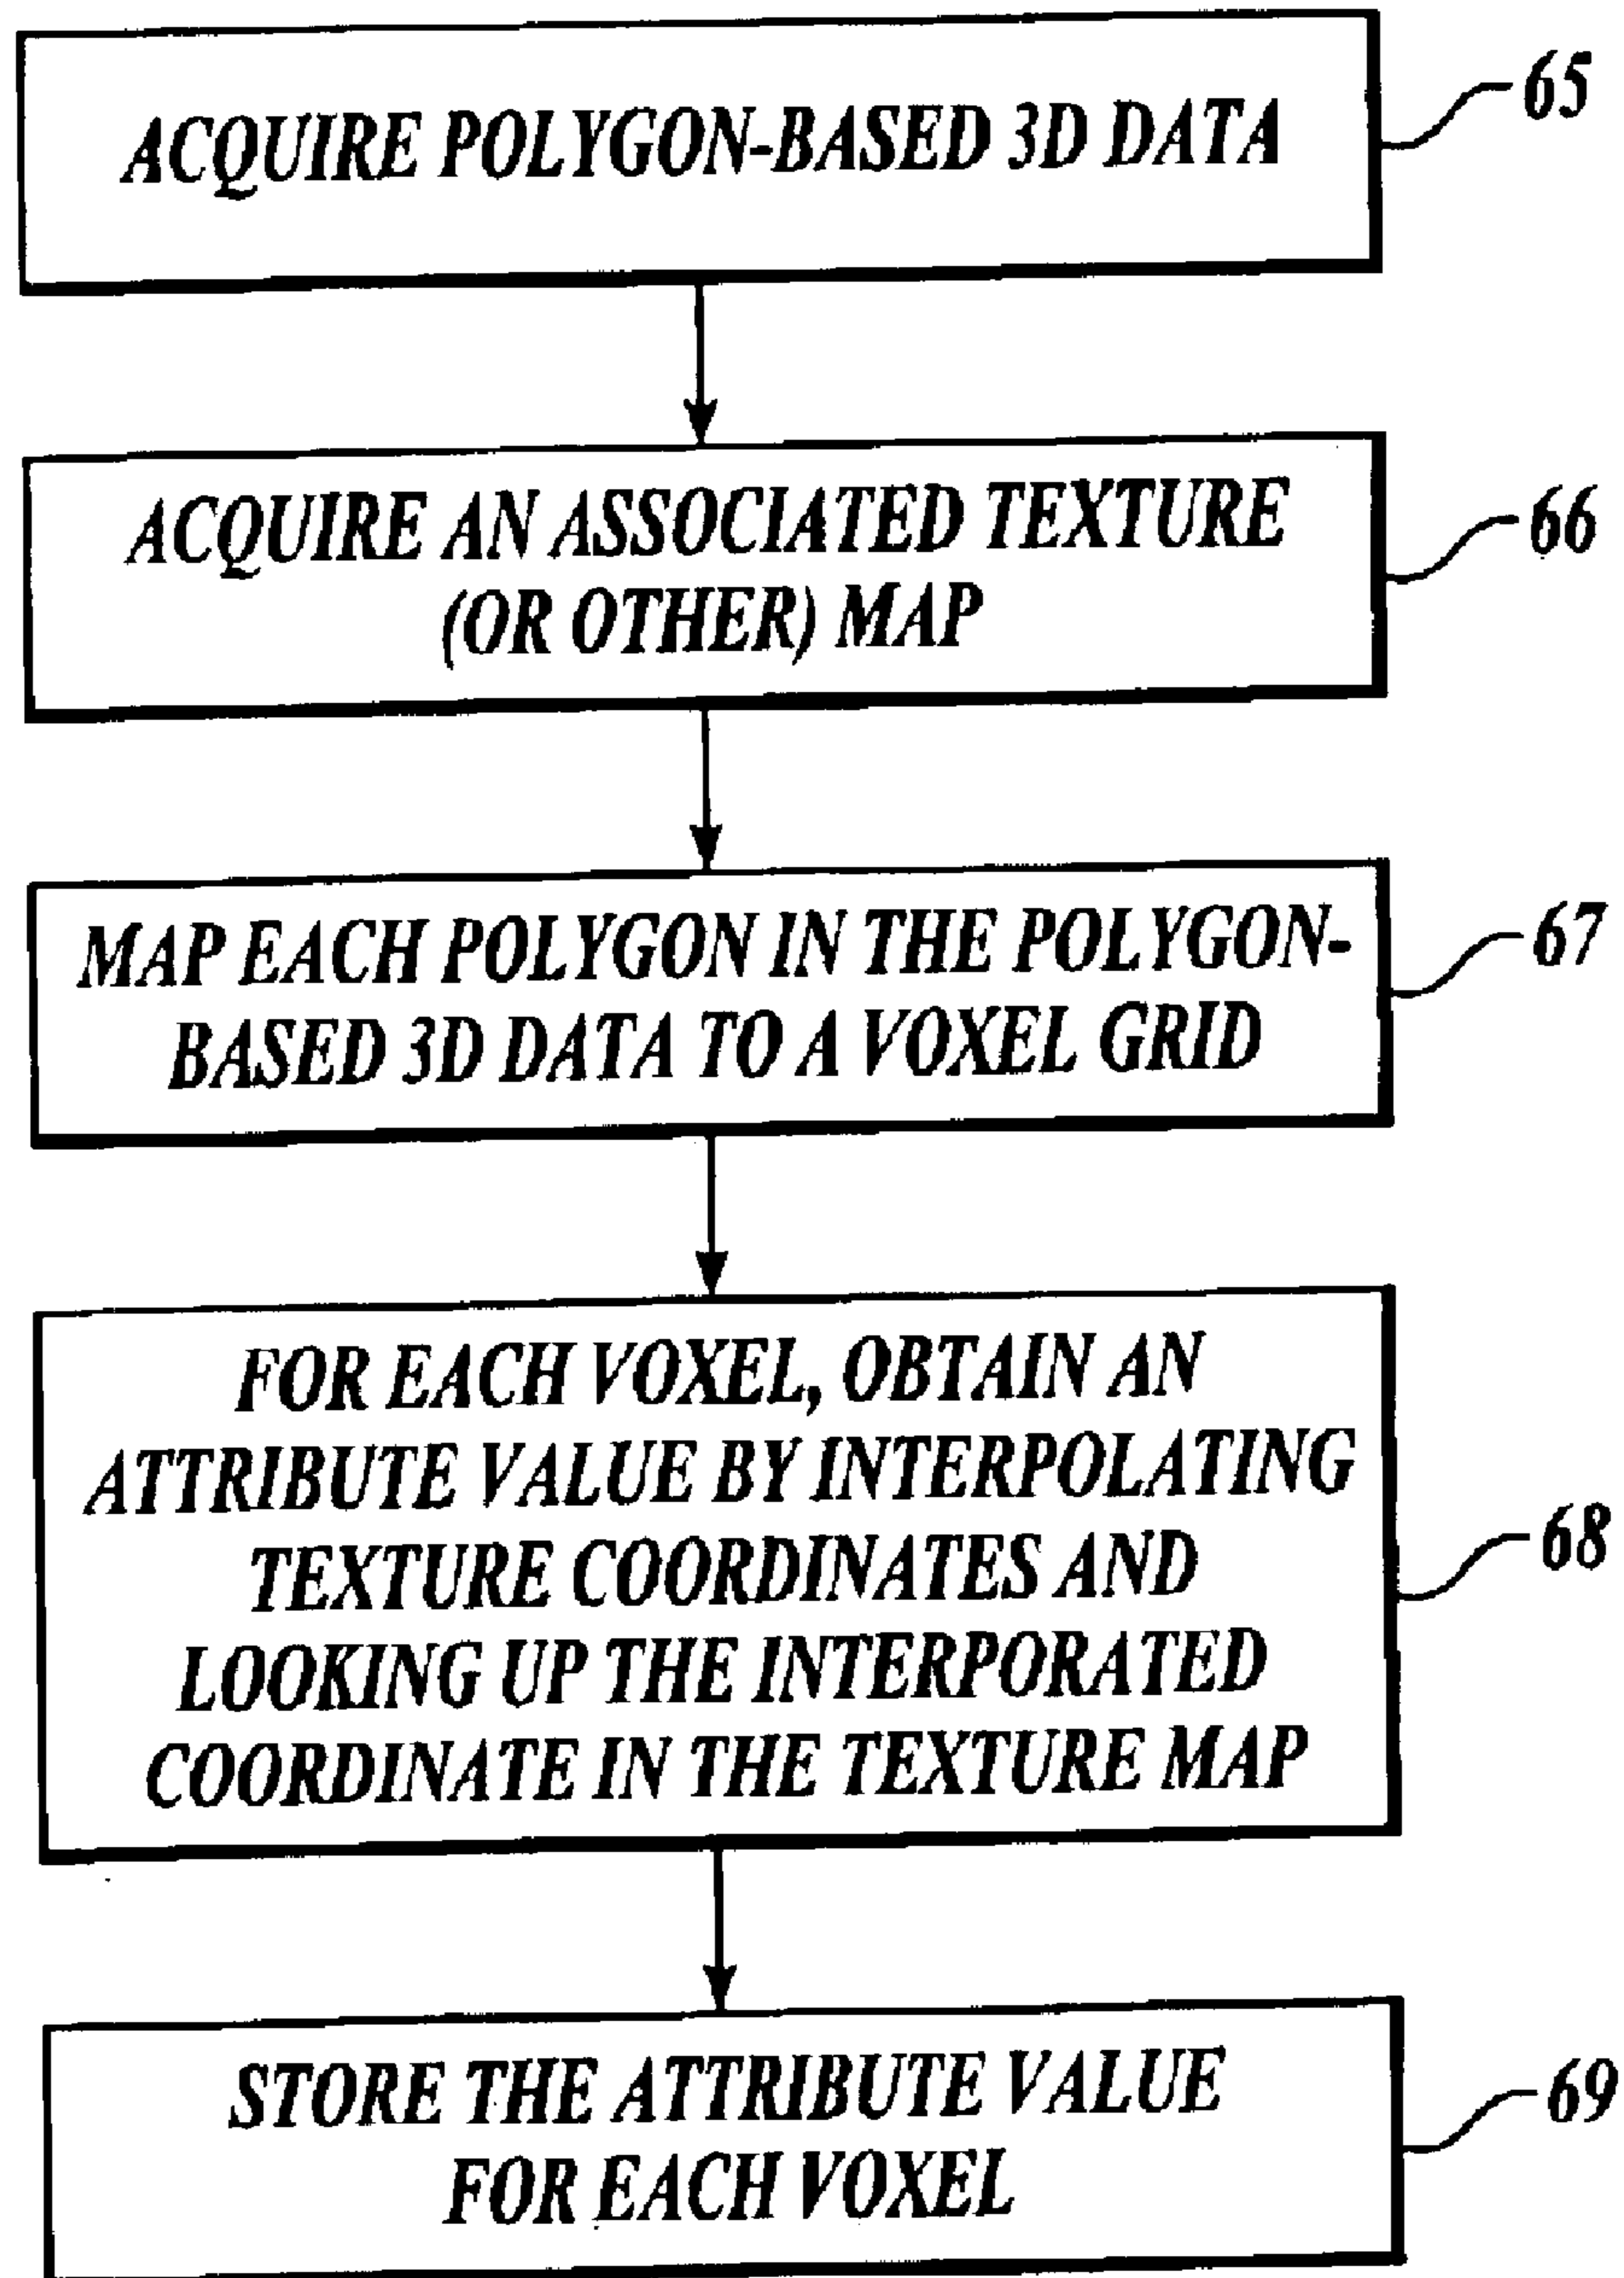 ACQUIRE POLYGON-BASED 3D DATA
65
ACQUIRE AN ASSOCIATED TEXTURE
(OR OTHER) MAP
66
MAP EACH POLYGON IN THE POLYGON-
BASED 3D DATA TO A VOXEL GRID
67
FOR EACH VOXEL, OBTAIN AN
ATTRIBUTE VALUE BY INTERPOLATING
TEXTURE COORDINATES AND
LOOKING UP THE INTERPORATED
COORDINATE IN THE TEXTURE MAP
68
STORE THE ATTRIBUTE VALUE
FOR EACH VOXEL
69